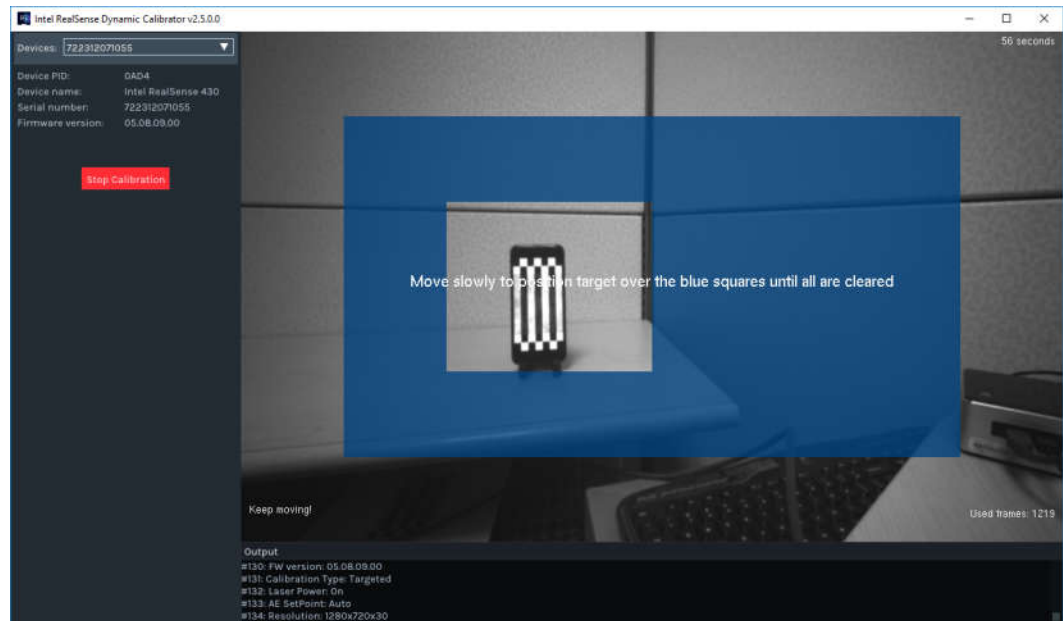 Intel RealSense Dynamic Calibrator v2.5.0.0
Devices: 722312071055
56 seconds
Device PID: 0AD4
Device name: Intel RealSense 430
Serial number: 722312071055
Firmware version: 05.08.09.00
Stop Calibration
Move slowly to position target over the blue squares until all are cleared
Keep moving!
Used frames: 1219
Output
#130: FW version: 05.08.09.00
#131: Calibration Type: Targeted
#132: Laser Power: On
#133: AE SetPoint: Auto
#134: Resolution: 1280x720x30